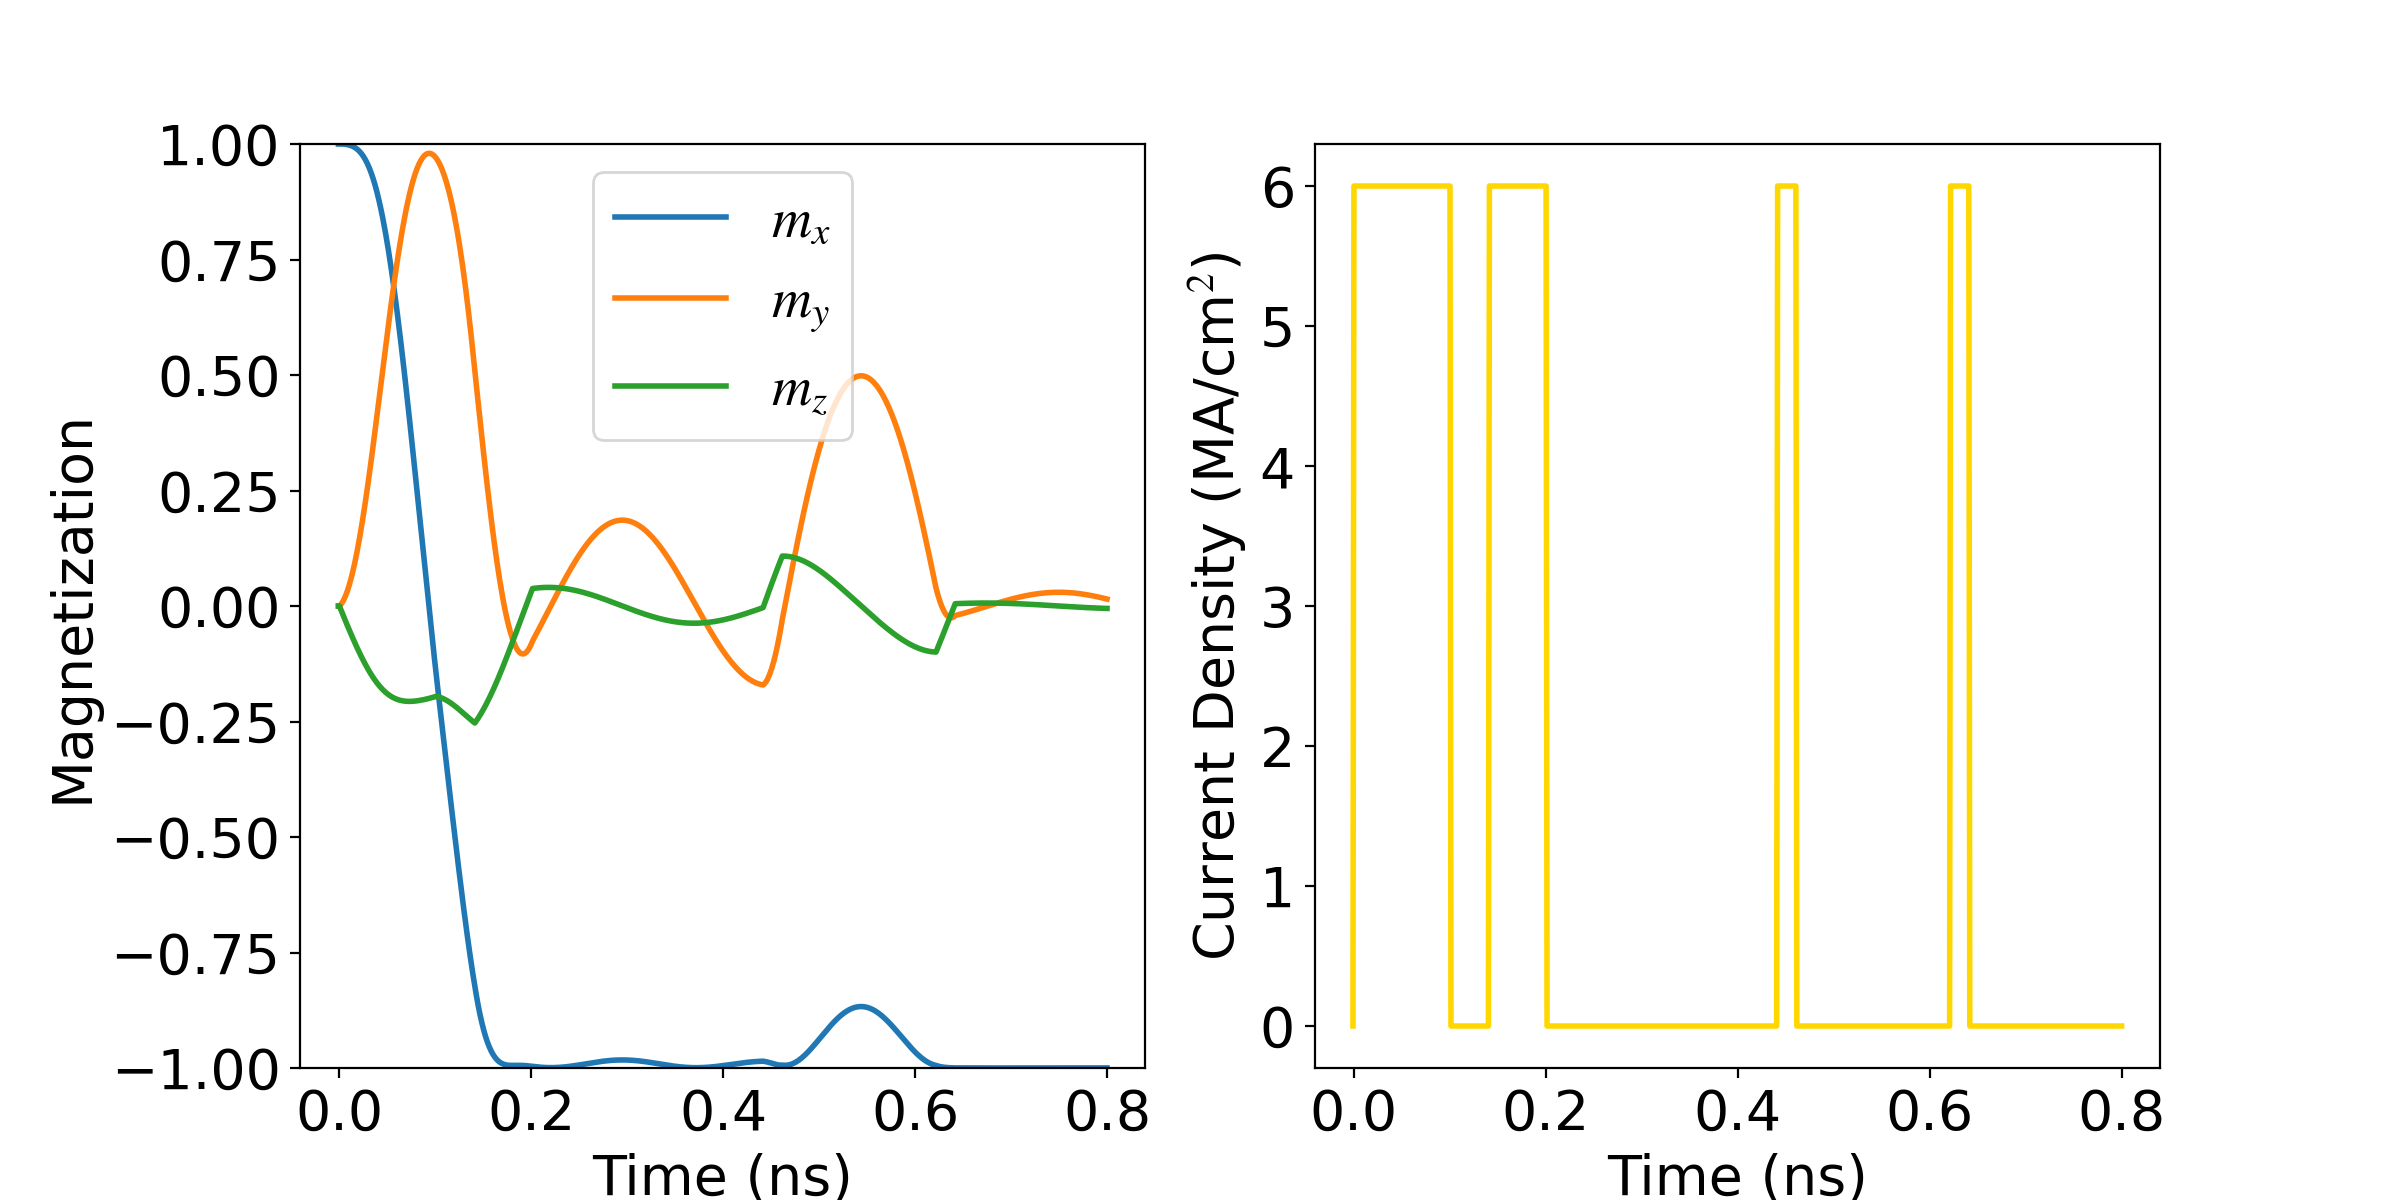 1.00
0.75
0.50
0.25
0.00
−0.25
−0.50
−0.75
−1.00
Magnetization
0.0 0.2 0.4 0.6 0.8
Time (ns)
m_x
m_y
m_z
6
5
4
3
2
1
0
Current Density (MA/cm²)
0.0 0.2 0.4 0.6 0.8
Time (ns)